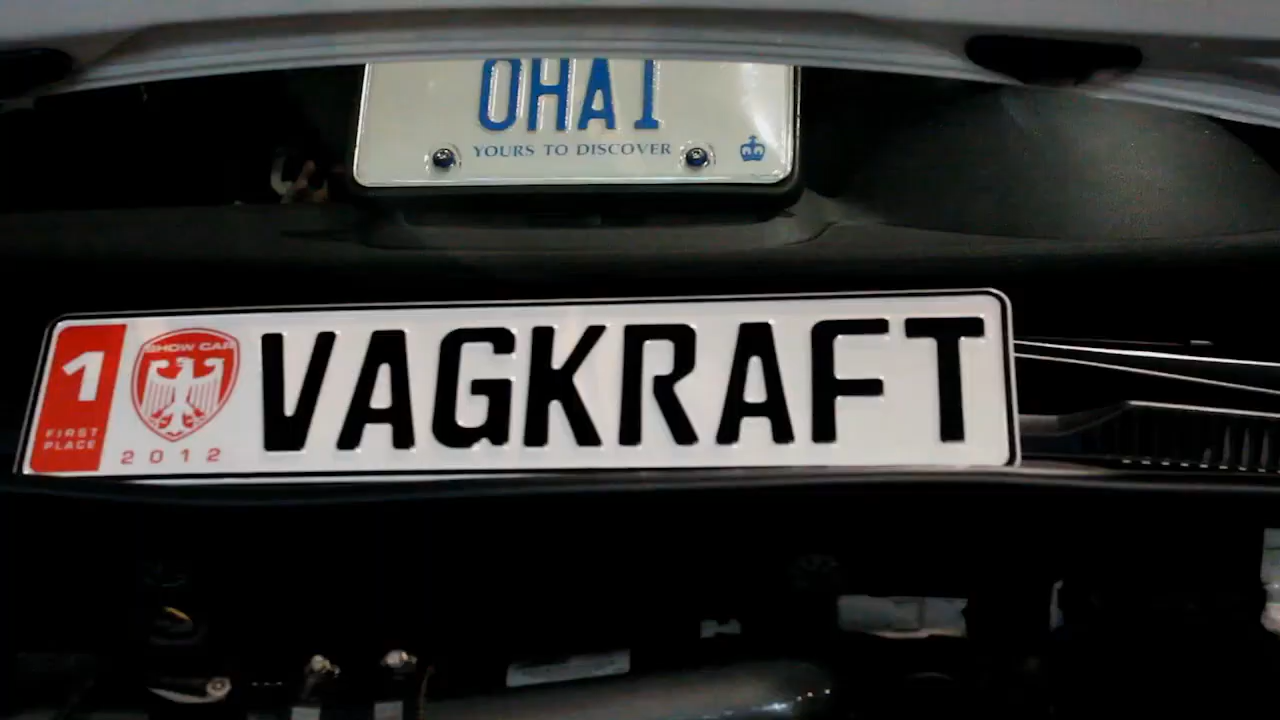 OHAI
YOURS TO DISCOVER
1
FIRST
PLACE
SHOW CAR
2012
VAGKRAFT